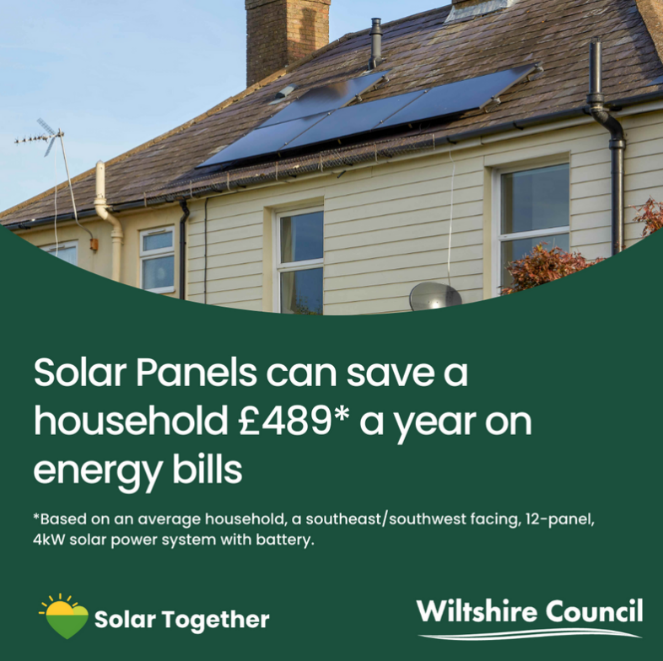 Solar Panels can save a
household £489* a year on
energy bills
*Based on an average household, a southeast/southwest facing, 12-panel,
4kW solar power system with battery.
Solar Together
Wiltshire Council